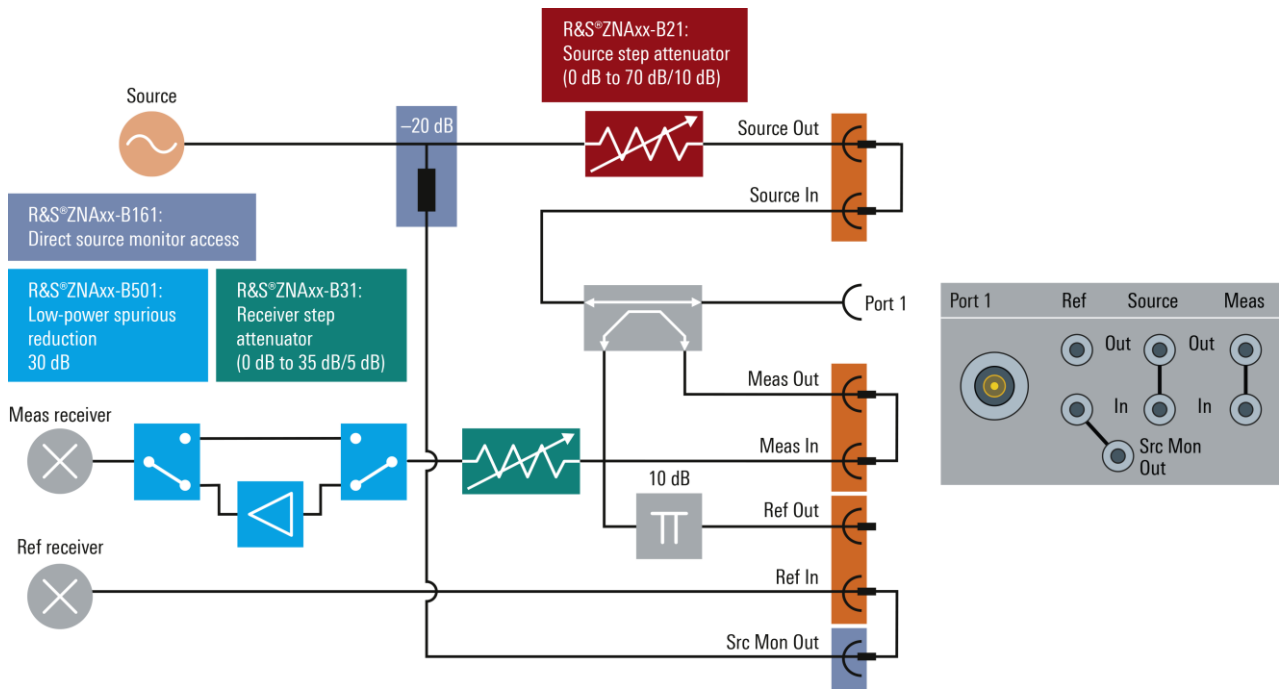 R&S®ZNAxx-B21:
Source step attenuator
(0 dB to 70 dB/10 dB)
Source
–20 dB
Source Out
Source In
R&S®ZNAxx-B161:
Direct source monitor access
R&S®ZNAxx-B501:
Low-power spurious
reduction
30 dB
R&S®ZNAxx-B31:
Receiver step
attenuator
(0 dB to 35 dB/5 dB)
Port 1
Meas Out
Meas receiver
Meas In
10 dB
Ref Out
Ref receiver
Ref In
Src Mon Out
Port 1
Ref
Source
Meas
Out
Out
In
In
Src Mon
Out